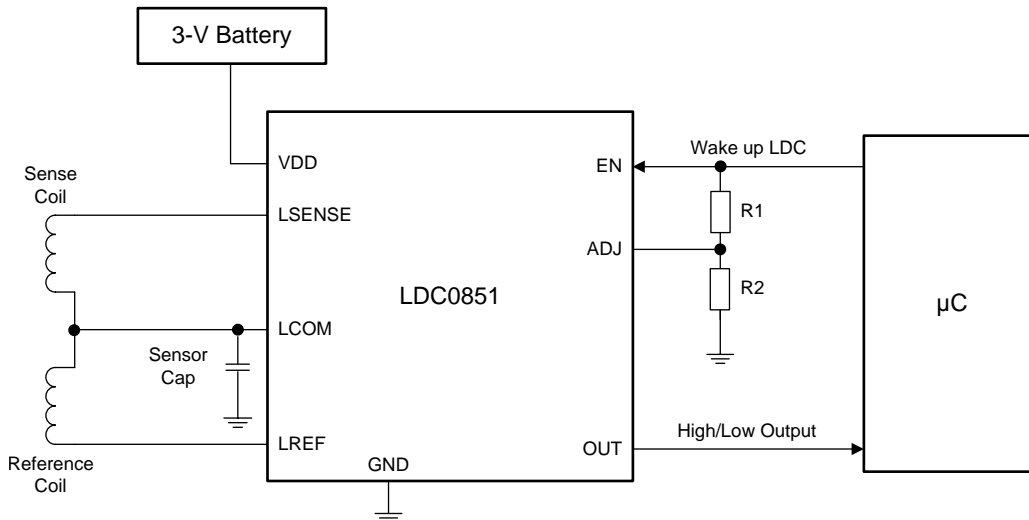 3-V Battery
VDD
Sense
Coil
LSENSE
LCOM
Sensor
Cap
LREF
Reference
Coil
GND
LDC0851
EN
Wake up LDC
R1
ADJ
R2
OUT
High/Low Output
µC